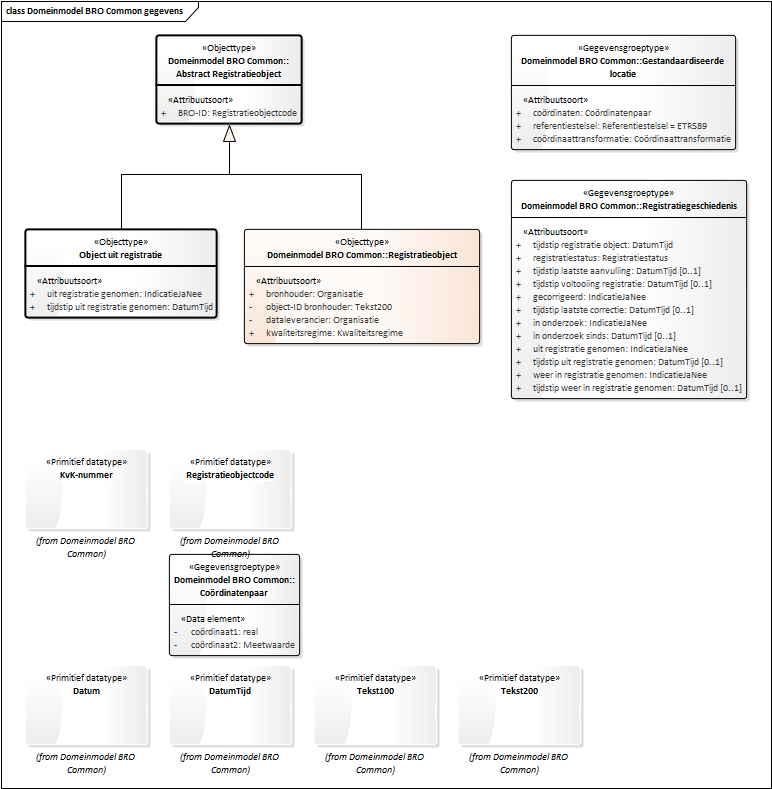 class Domeinmodel BRO Common gegevens
«Objecttype»
Domeinmodel BRO Common::
Abstract Registratieobject
«Attribuutsoort»
+ BRO-ID: Registratieobjectcode
«Gegevensgroeptype»
Domeinmodel BRO Common::Gestandaardiseerde
locatie
«Attribuutsoort»
+ coördinaten: Coördinatenpaar
+ referentiestelsel: Referentiestelsel = ETRS89
+ coördinaattransformatie: Coördinaattransformatie
«Gegevensgroeptype»
Domeinmodel BRO Common::Registratiegeschiedenis
«Attribuutsoort»
+ tijdstip registratie object: DatumTijd
+ registratiestatus: Registratiestatus
+ tijdstip laatste aanvulling: DatumTijd [0..1]
+ tijdstip voltooiing registratie: DatumTijd [0..1]
+ gecorrigeerd: IndicatieJaNee
+ tijdstip laatste correctie: DatumTijd [0..1]
+ in onderzoek: IndicatieJaNee
+ in onderzoek sinds: DatumTijd [0..1]
+ uit registratie genomen: IndicatieJaNee
+ tijdstip uit registratie genomen: DatumTijd [0..1]
+ weer in registratie genomen: IndicatieJaNee
+ tijdstip weer in registratie genomen: DatumTijd [0..1]
«Objecttype»
Object uit registratie
«Attribuutsoort»
+ uit registratie genomen: IndicatieJaNee
+ tijdstip uit registratie genomen: DatumTijd
«Objecttype»
Domeinmodel BRO Common::Registratieobject
«Attribuutsoort»
+ bronhouder: Organisatie
- object-ID bronhouder: Tekst200
- dataleverancier: Organisatie
+ kwaliteitsregime: Kwaliteitsregime
«Primitief datatype»
KvK-nummer
(from Domeinmodel BRO
Common)
«Primitief datatype»
Registratieobjectcode
(from Domeinmodel BRO
Common)
«Gegevensgroeptype»
Domeinmodel BRO Common::
Coördinatenpaar
«Data element»
- coördinaat1: real
- coördinaat2: Meetwaarde
«Primitief datatype»
Datum
(from Domeinmodel BRO
Common)
«Primitief datatype»
DatumTijd
(from Domeinmodel BRO
Common)
«Primitief datatype»
Tekst100
(from Domeinmodel BRO
Common)
«Primitief datatype»
Tekst200
(from Domeinmodel BRO
Common)